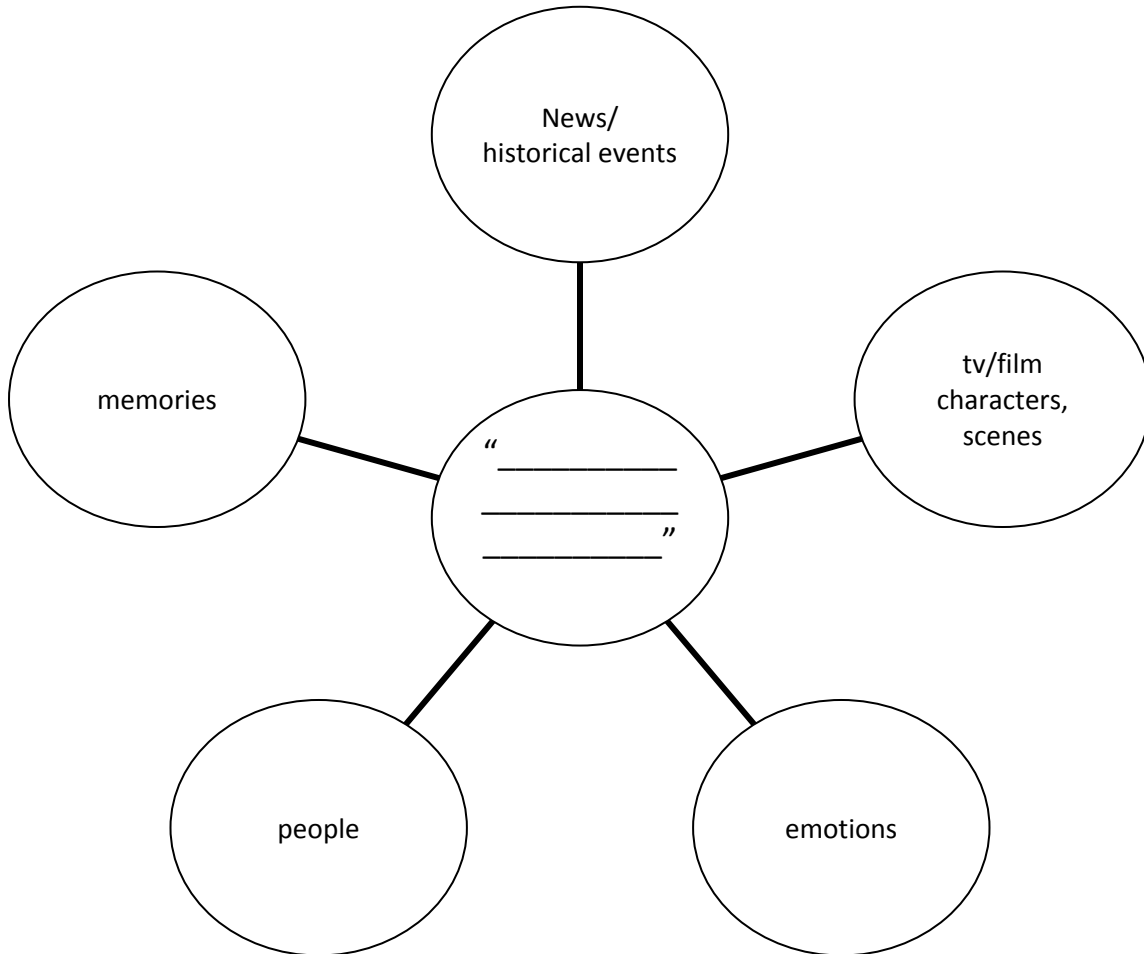 News/
historical events
memories
tv/film
characters,
scenes
“___________
____________
___________”
people
emotions